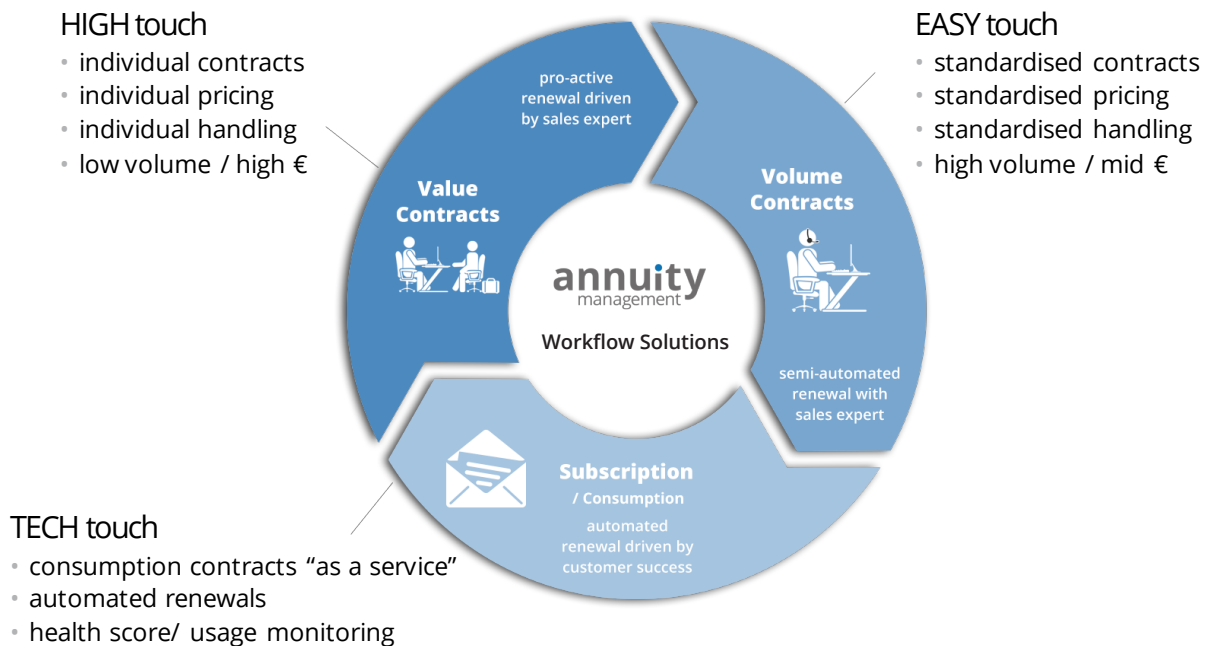 HIGH touch
• individual contracts
• individual pricing
• individual handling
• low volume / high €
EASY touch
• standardised contracts
• standardised pricing
• standardised handling
• high volume / mid €
pro-active
renewal driven
by sales expert
Value
Contracts
Volume
Contracts
semi-automated
renewal with
sales expert
annuity
management
Workflow Solutions
Subscription
/ Consumption
automated
renewal driven by
customer success
TECH touch
• consumption contracts “as a service”
• automated renewals
• health score/ usage monitoring